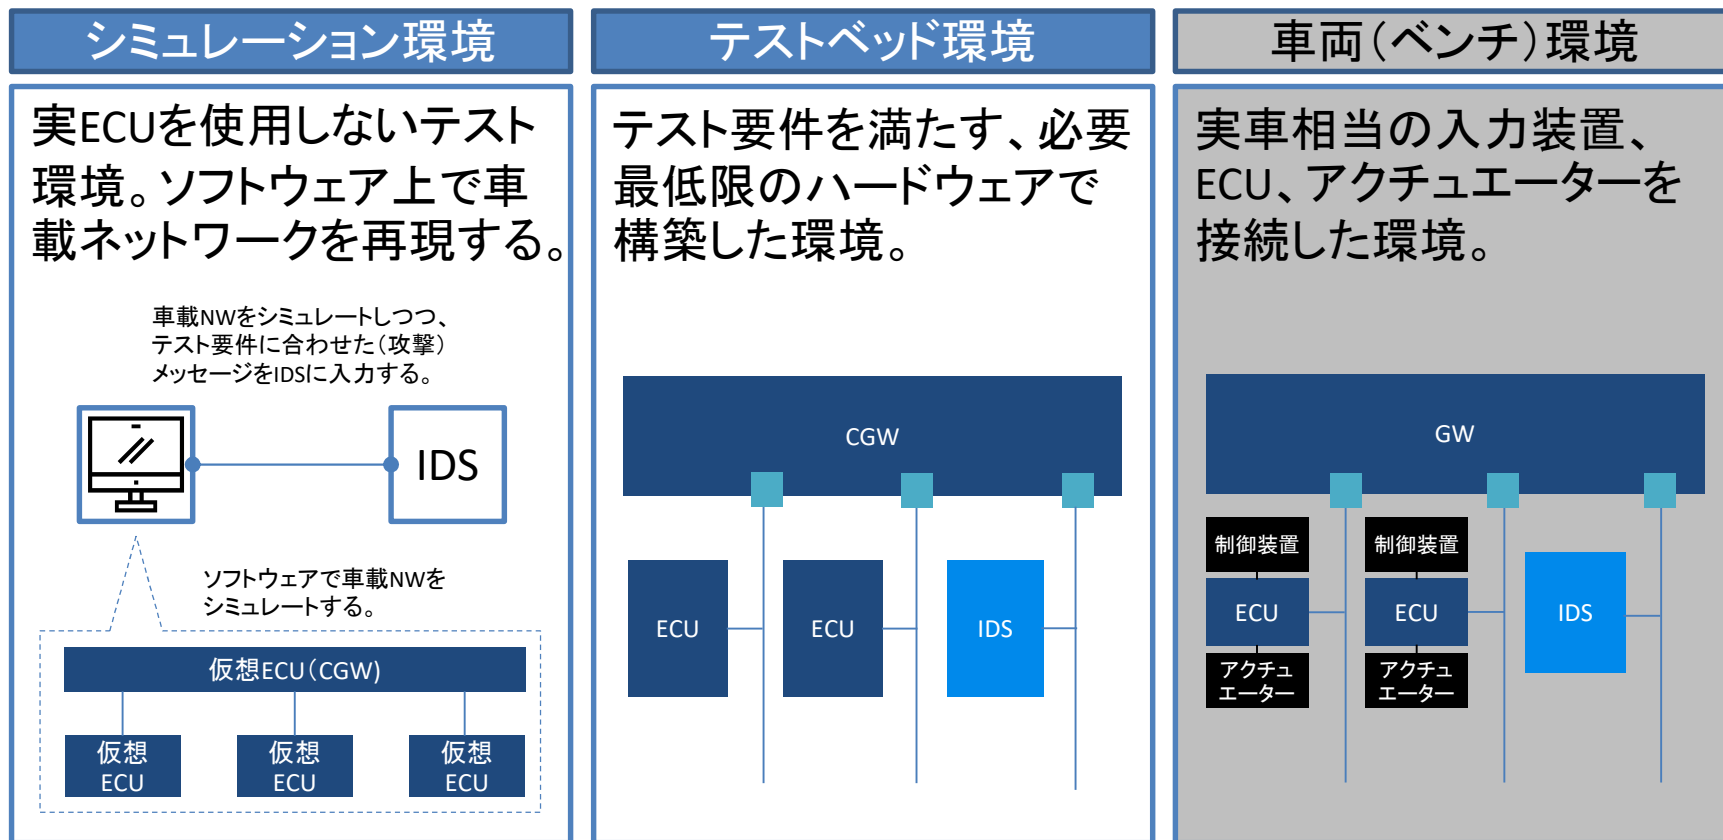 シミュレーション環境
実ECUを使用しないテスト
環境。ソフトウェア上で車
載ネットワークを再現する。
車載NWをシミュレートしつつ、
テスト要件に合わせた（攻撃）
メッセージをIDSに入力する。
IDS
ソフトウェアで車載NWを
シミュレートする。
仮想ECU（CGW)
仮想
ECU
仮想
ECU
仮想
ECU
テストベッド環境
テスト要件を満たす、必要
最低限のハードウェアで
構築した環境。
CGW
ECU
ECU
IDS
車両（ベンチ）環境
実車相当の入力装置、
ECU、アクチュエーターを
接続した環境。
GW
制御装置
ECU
アクチュ
エーター
制御装置
ECU
アクチュ
エーター
IDS